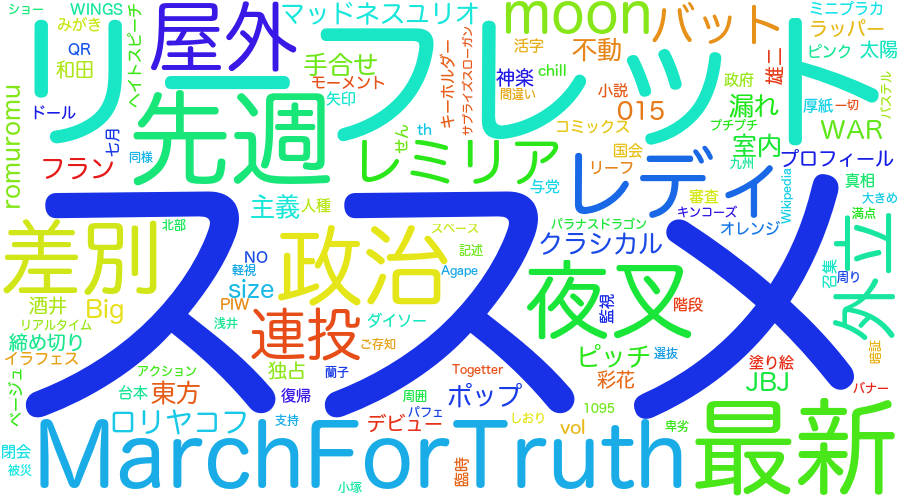 ショー
WINGS
みがき
QR
和田
ヘイトスピーチ
屋外
マッドネスユリオ
moon
バット
ミニプラカ
ラッパー
ピンク
太陽
手合せ
モーメント
矢印
キーホルダー
サプライズスローガン
活字
不動
神楽
chill
間違い
小説
政府
雄二
厚紙
一切
パステル
リー
フレット
ドール
七月
同様
romuromu
先週
せん
th
015
漏れ
コミックス
プチプチ
WAR
フラン
レミリア
国会
室内
リーフ
九州
プロフィール
与党
レディ
審査
Wikipedia
真相
大きめ
キンコーズ
満点
オレンジ
主義
人種
北部
パラナスドラゴン
クラシカル
ススメ
差別
政治
スペース
記述
NO
軽視
size
Agape
夜叉
監視
階段
召集
周り
外立
酒井
Big
PIW
リアルタイム
浅井
連投
ダイソー
ご存知
締め切り
イラフェス
ページュ
アクション
蘭子
独占
Togetter
ピッチ
選抜
塗り絵
暗証
彩花
JBJ
バナー
台本
東方
復帰
周囲
ポップ
パフェ
ロリヤコフ
支持
デビュー
しおり
vol
1095
卑劣
最新
閉会
被災
MarchForTruth
小塚
臨時